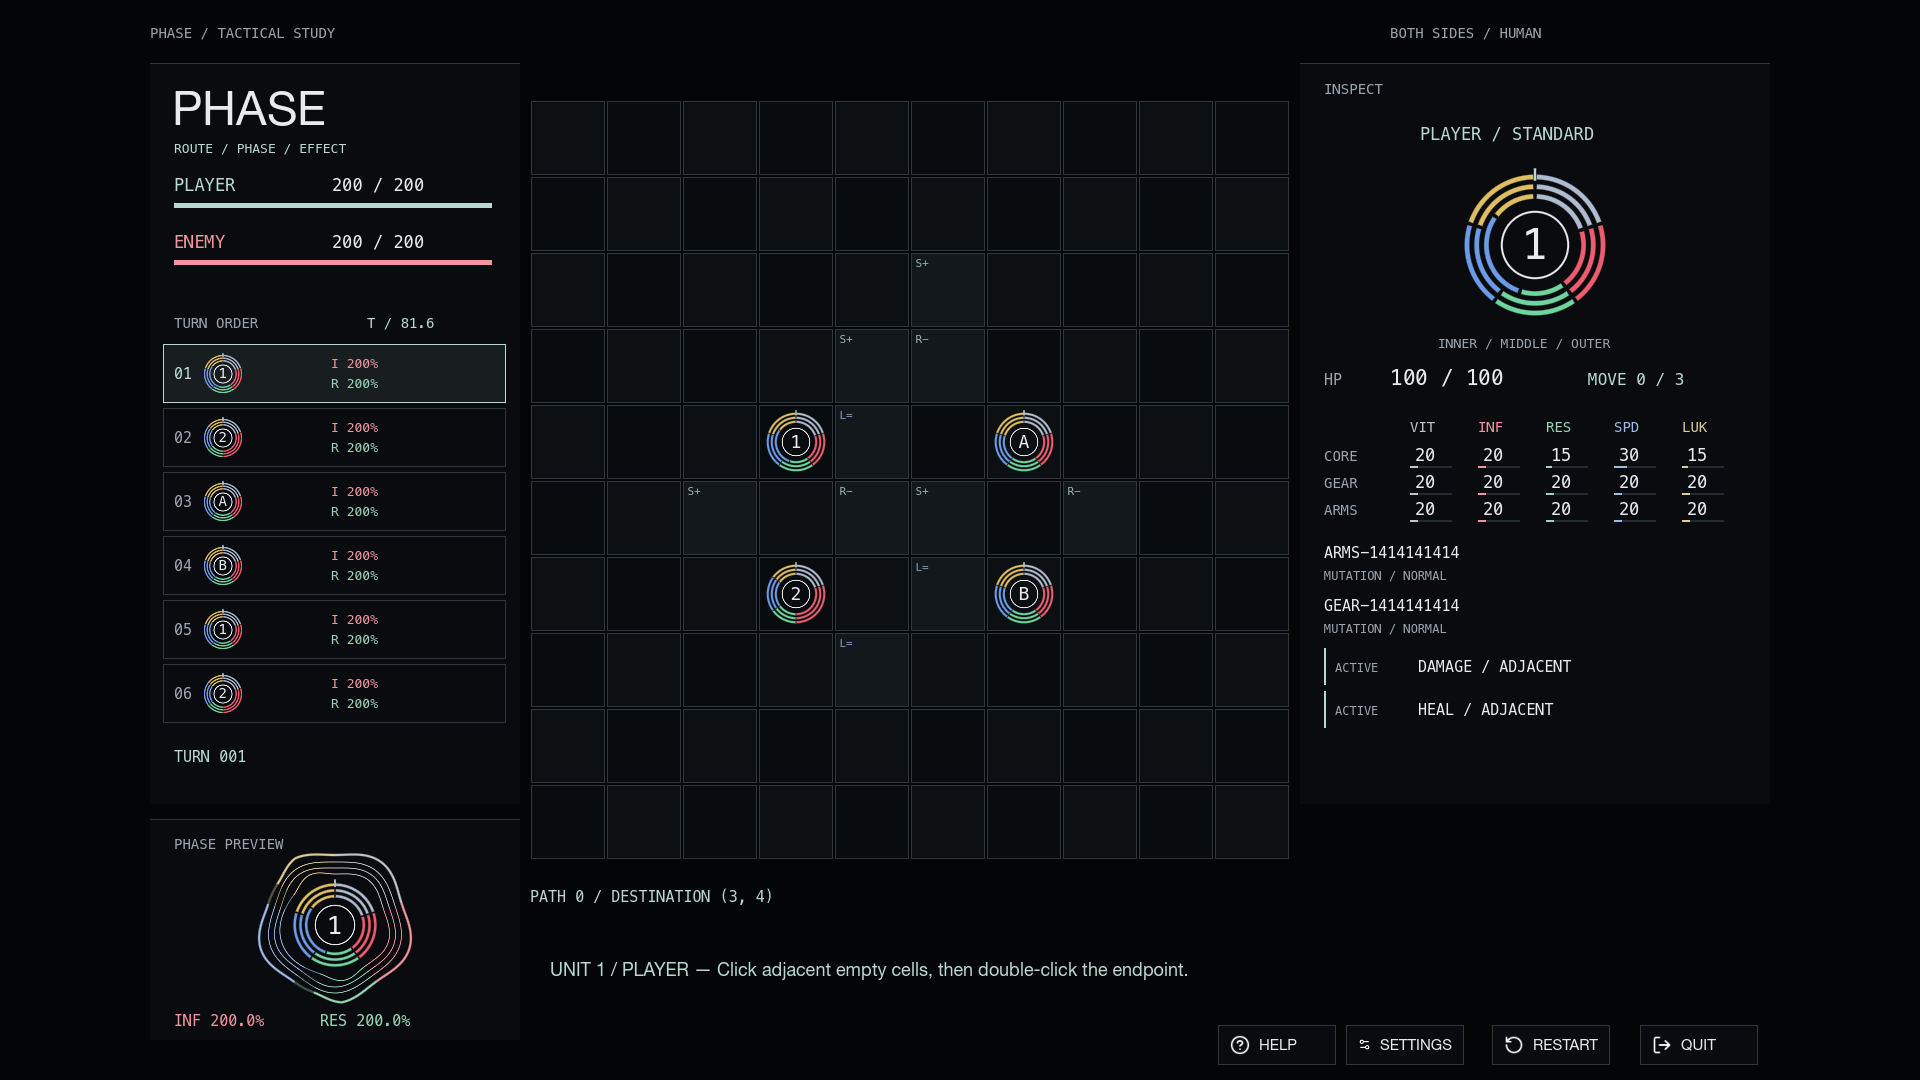 PHASE / TACTICAL STUDY
BOTH SIDES / HUMAN
PHASE
ROUTE / PHASE / EFFECT
PLAYER 200 / 200
ENEMY 200 / 200
TURN ORDER T / 81.6
01 1 I 200%
R 200%
02 2 I 200%
R 200%
03 A I 200%
R 200%
04 B I 200%
R 200%
05 1 I 200%
R 200%
06 2 I 200%
R 200%
TURN 001
PHASE PREVIEW
1
INF 200.0% RES 200.0%
S+
S+ R−
1 L= A
S+ R− S+ R−
2 L= B
L=
PATH 0 / DESTINATION (3, 4)
UNIT 1 / PLAYER — Click adjacent empty cells, then double-click the endpoint.
INSPECT
PLAYER / STANDARD
1
INNER / MIDDLE / OUTER
HP 100 / 100 MOVE 0 / 3
VIT INF RES SPD LUK
CORE 20 20 15 30 15
GEAR 20 20 20 20 20
ARMS 20 20 20 20 20
ARMS−1414141414
MUTATION / NORMAL
GEAR−1414141414
MUTATION / NORMAL
ACTIVE DAMAGE / ADJACENT
ACTIVE HEAL / ADJACENT
HELP SETTINGS RESTART QUIT